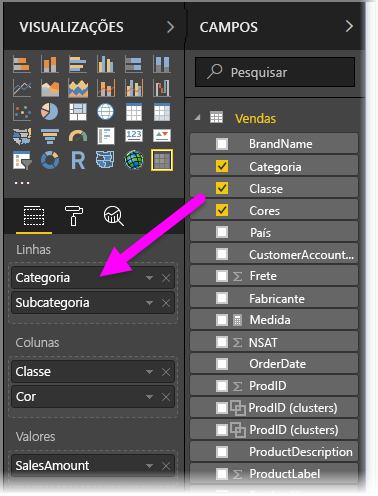 VISUALIZAÇÕES
Linhas
Categoria
Subcategoria
Colunas
Classe
Cor
Valores
SalesAmount
CAMPOS
Pesquisar
Vendas
BrandName
Categoria
Classe
Cores
País
CustomerAccount...
Frete
Fabricante
Medida
NSAT
OrderDate
ProdID
ProdID (clusters)
ProdID (clusters)
ProductDescription
ProductLabel